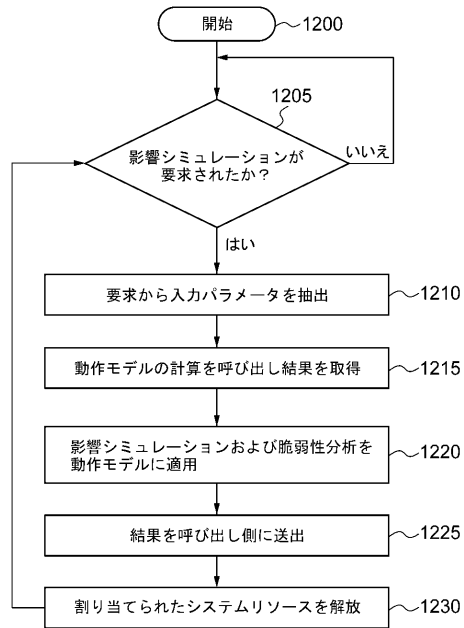 開始
1200
1205
影響シミュレーションが
要求されたか？
いいえ
はい
要求から入力パラメータを抽出
1210
動作モデルの計算を呼び出し結果を取得
1215
影響シミュレーションおよび脆弱性分析を
動作モデルに適用
1220
結果を呼び出し側に送出
1225
割り当てられたシステムリソースを解放
1230